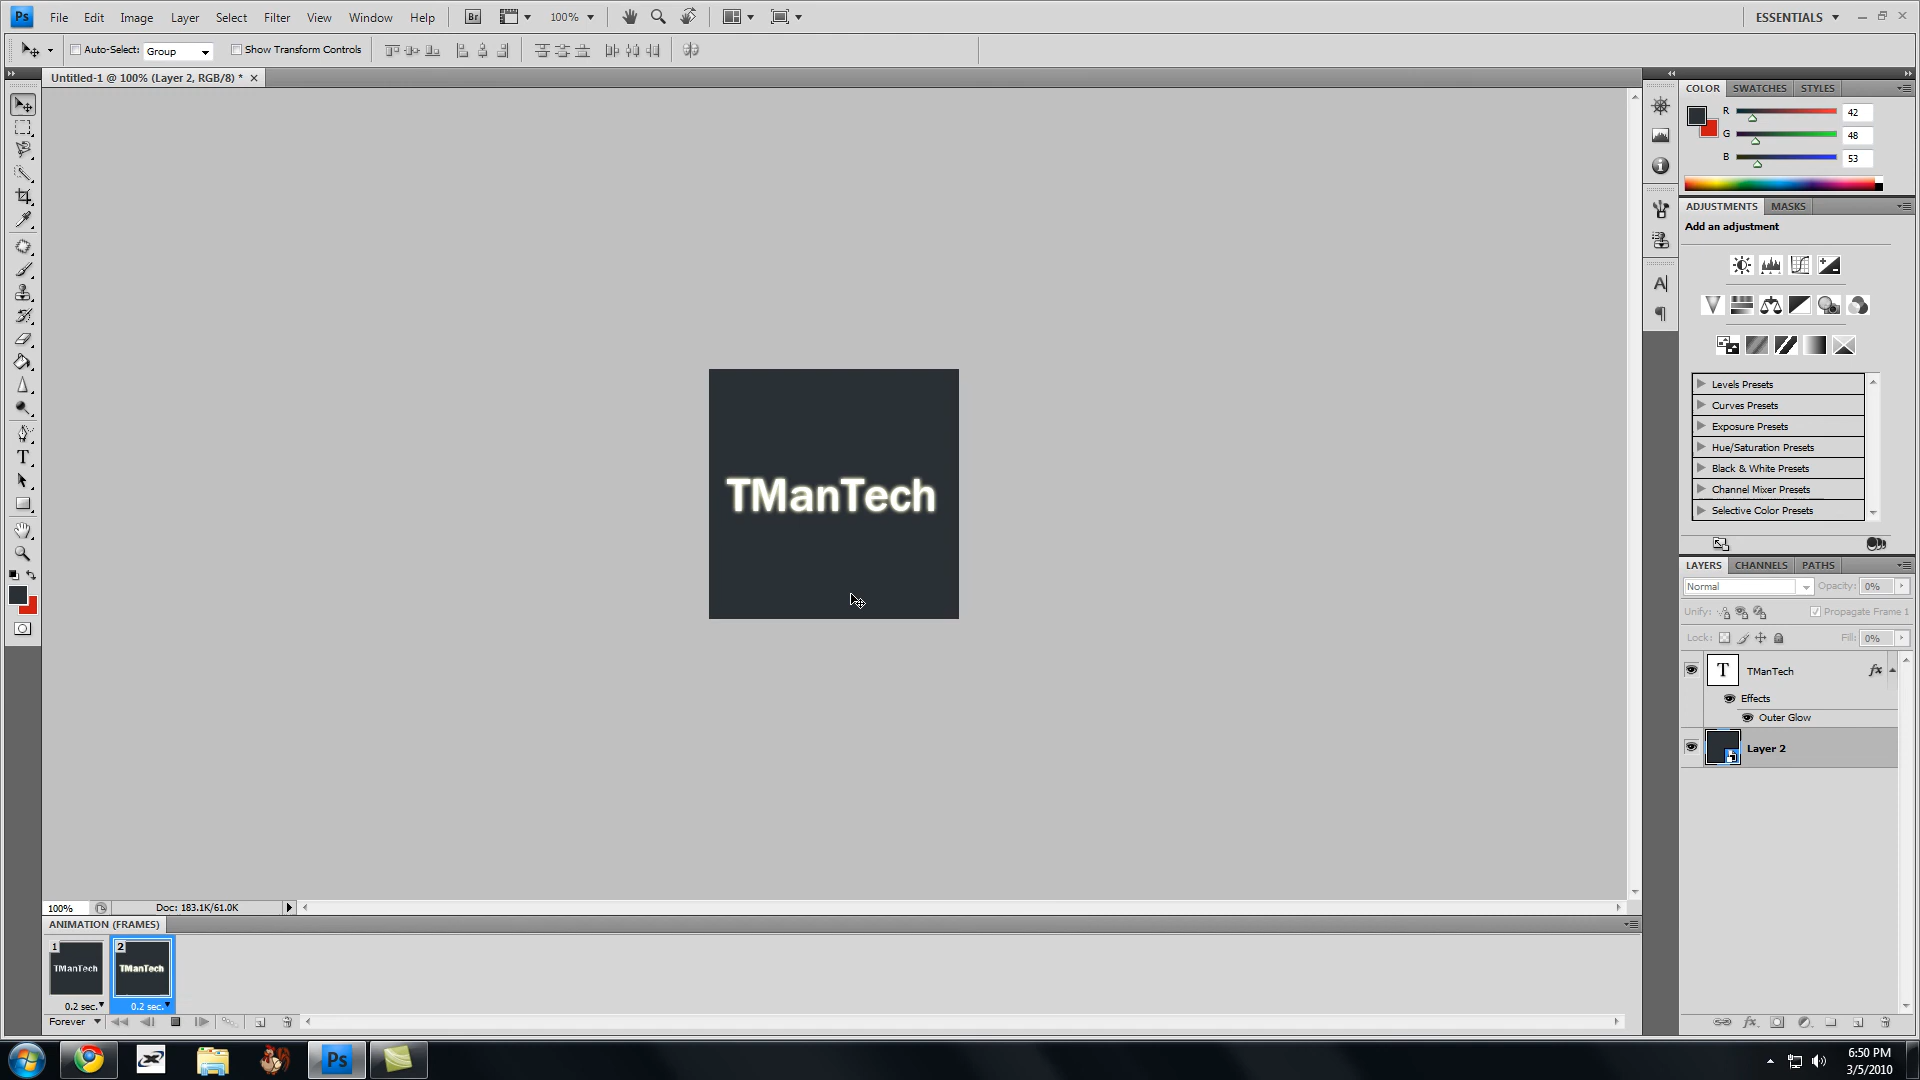 Ps File Edit Image Layer Select Filter View Window Help Br 100% ESSENTIALS
Auto-Select: Group Show Transform Controls
Untitled-1 @ 100% (Layer 2, RGB/8) *
COLOR SWATCHES STYLES
R 42
G 48
B 53
ADJUSTMENTS MASKS
Add an adjustment
Levels Presets
Curves Presets
Exposure Presets
Hue/Saturation Presets
Black & White Presets
Channel Mixer Presets
Selective Color Presets
TManTech
LAYERS CHANNELS PATHS
Normal Opacity: 0%
Unify: Propagate Frame 1
Lock: Fill: 0%
T TManTech fx
Effects
Outer Glow
Layer 2
100% Doc: 183.1K/61.0K
ANIMATION (FRAMES)
1 2
TManTech TManTech
0.2 sec. 0.2 sec.
Forever
Ps
6:50 PM
3/5/2010